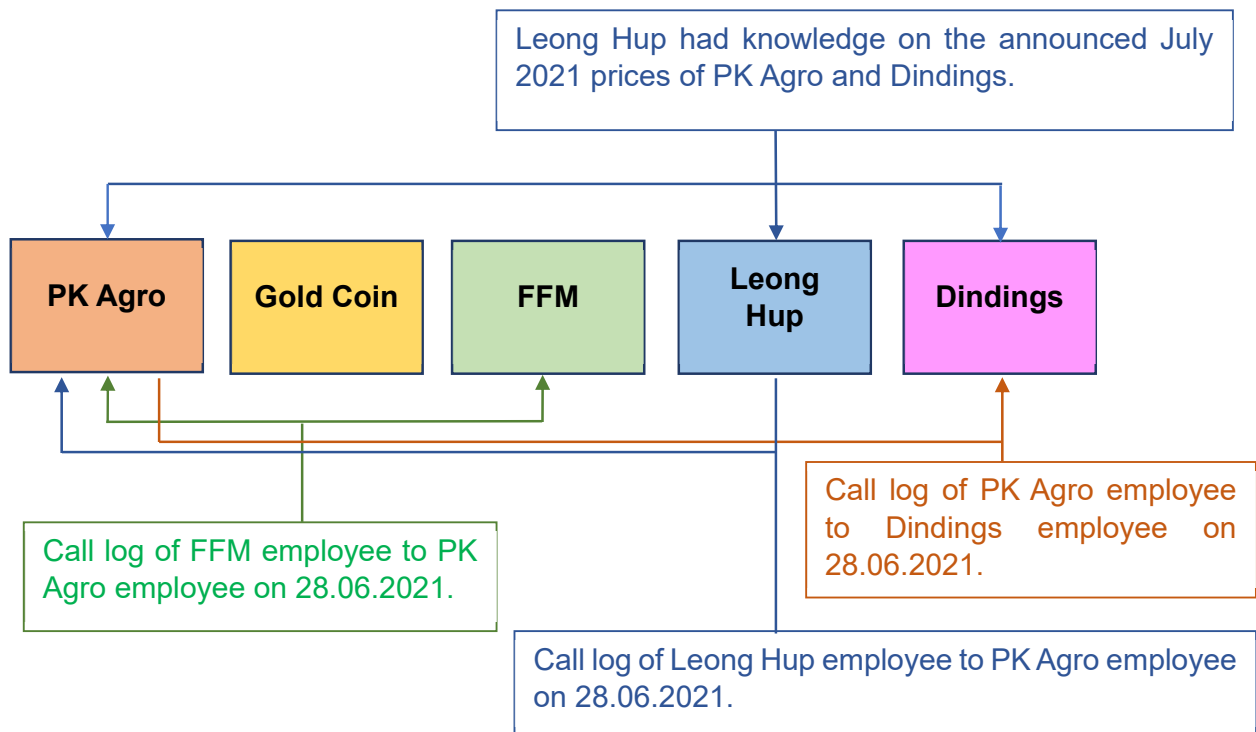 Leong Hup had knowledge on the announced July
2021 prices of PK Agro and Dindings.
PK Agro
Gold Coin
FFM
Leong
Hup
Dindings
Call log of PK Agro employee
to Dindings employee on
28.06.2021.
Call log of FFM employee to PK
Agro employee on 28.06.2021.
Call log of Leong Hup employee to PK Agro employee
on 28.06.2021.